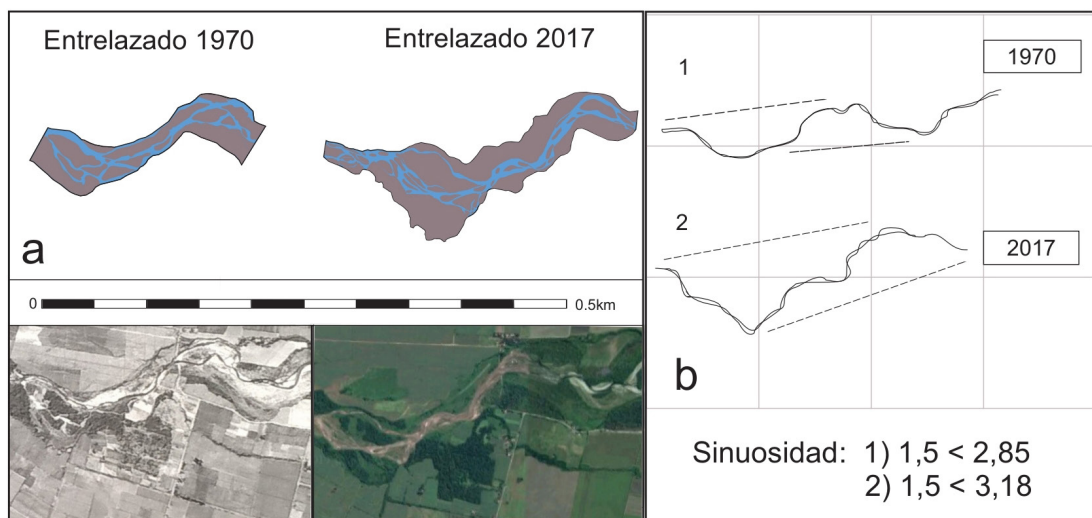 Entrelazado 1970
Entrelazado 2017
a
0
0.5km
1
1970
2
2017
b
Sinuosidad: 1) 1,5 < 2,85
2) 1,5 < 3,18